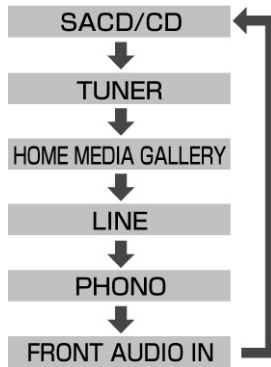 SACD/CD
TUNER
HOME MEDIA GALLERY
LINE
PHONO
FRONT AUDIO IN